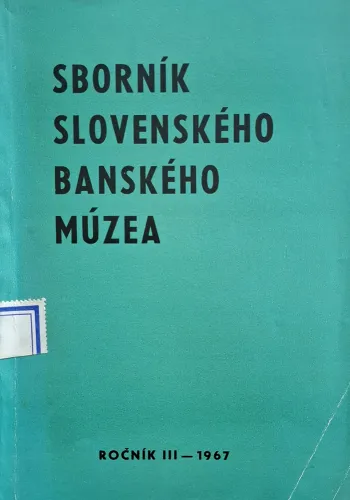 SBORNÍK
SLOVENSKÉHO
BANSKÉHO
MÚZEA
ROČNÍK III — 1967